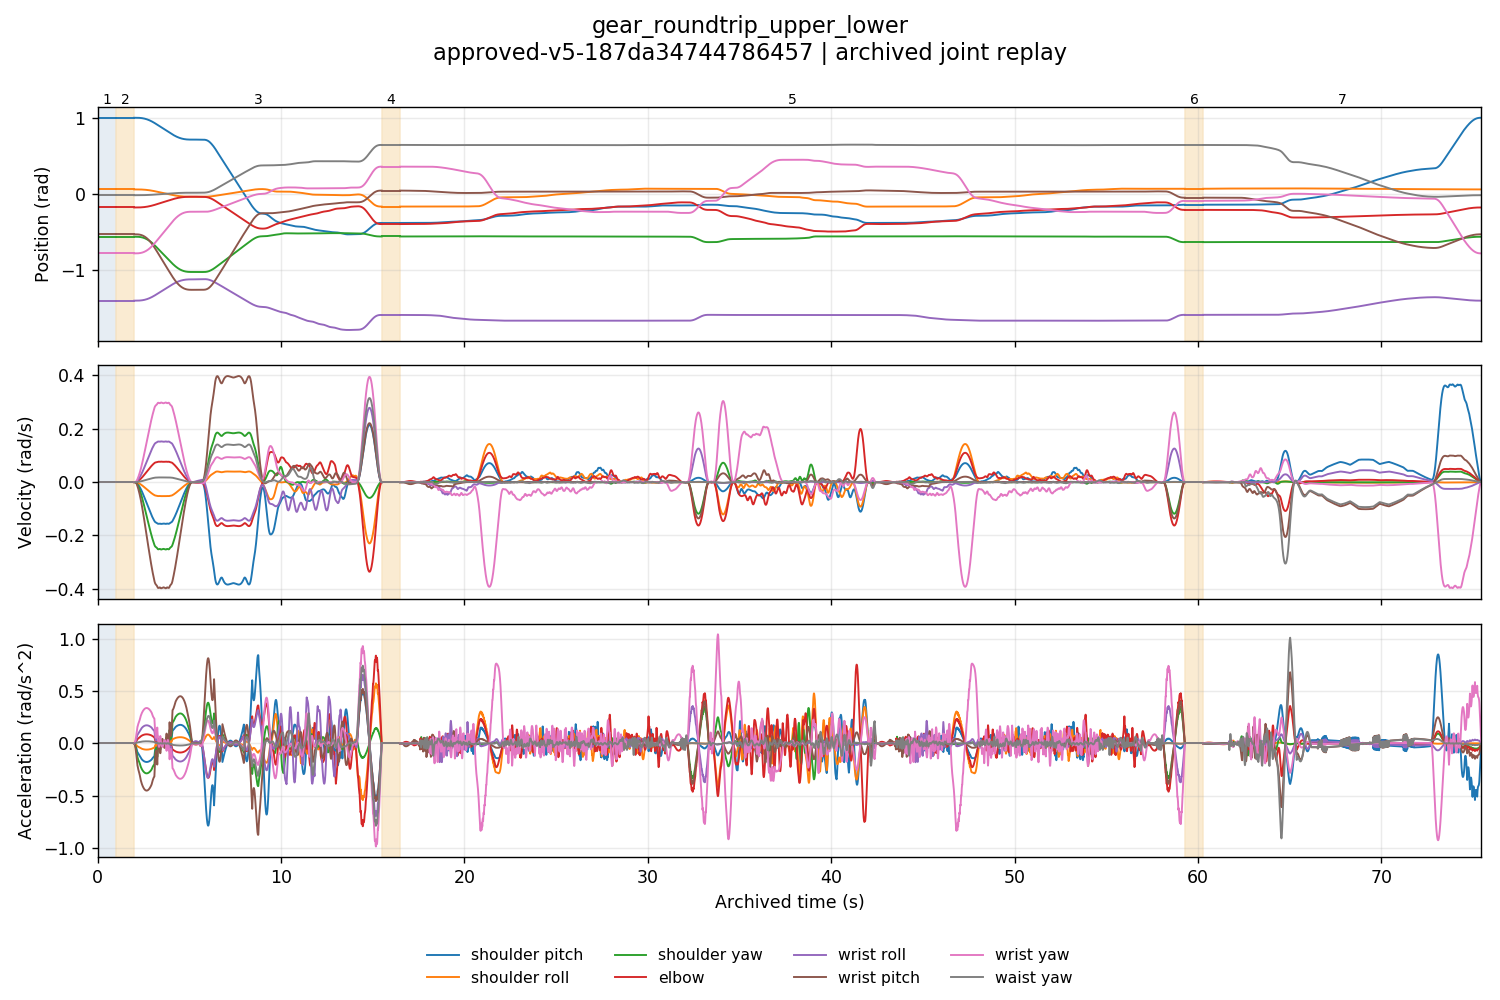 gear_roundtrip_upper_lower
approved-v5-187da34744786457 | archived joint replay
1 2 3 4 5 6 7
Position (rad)
1
0
−1
Velocity (rad/s)
0.4
0.2
0.0
−0.2
−0.4
Acceleration (rad/s^2)
1.0
0.5
0.0
−0.5
−1.0
0 10 20 30 40 50 60 70
Archived time (s)
shoulder pitch shoulder yaw wrist roll wrist yaw
shoulder roll elbow wrist pitch waist yaw